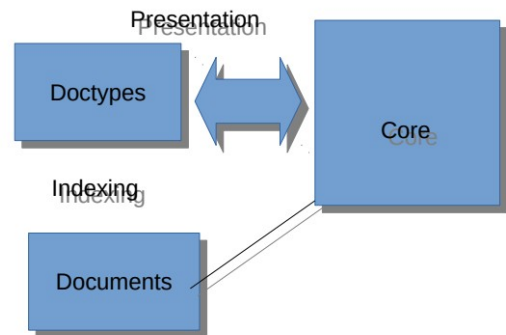 Presentation
Doctypes
Core
Indexing
Documents